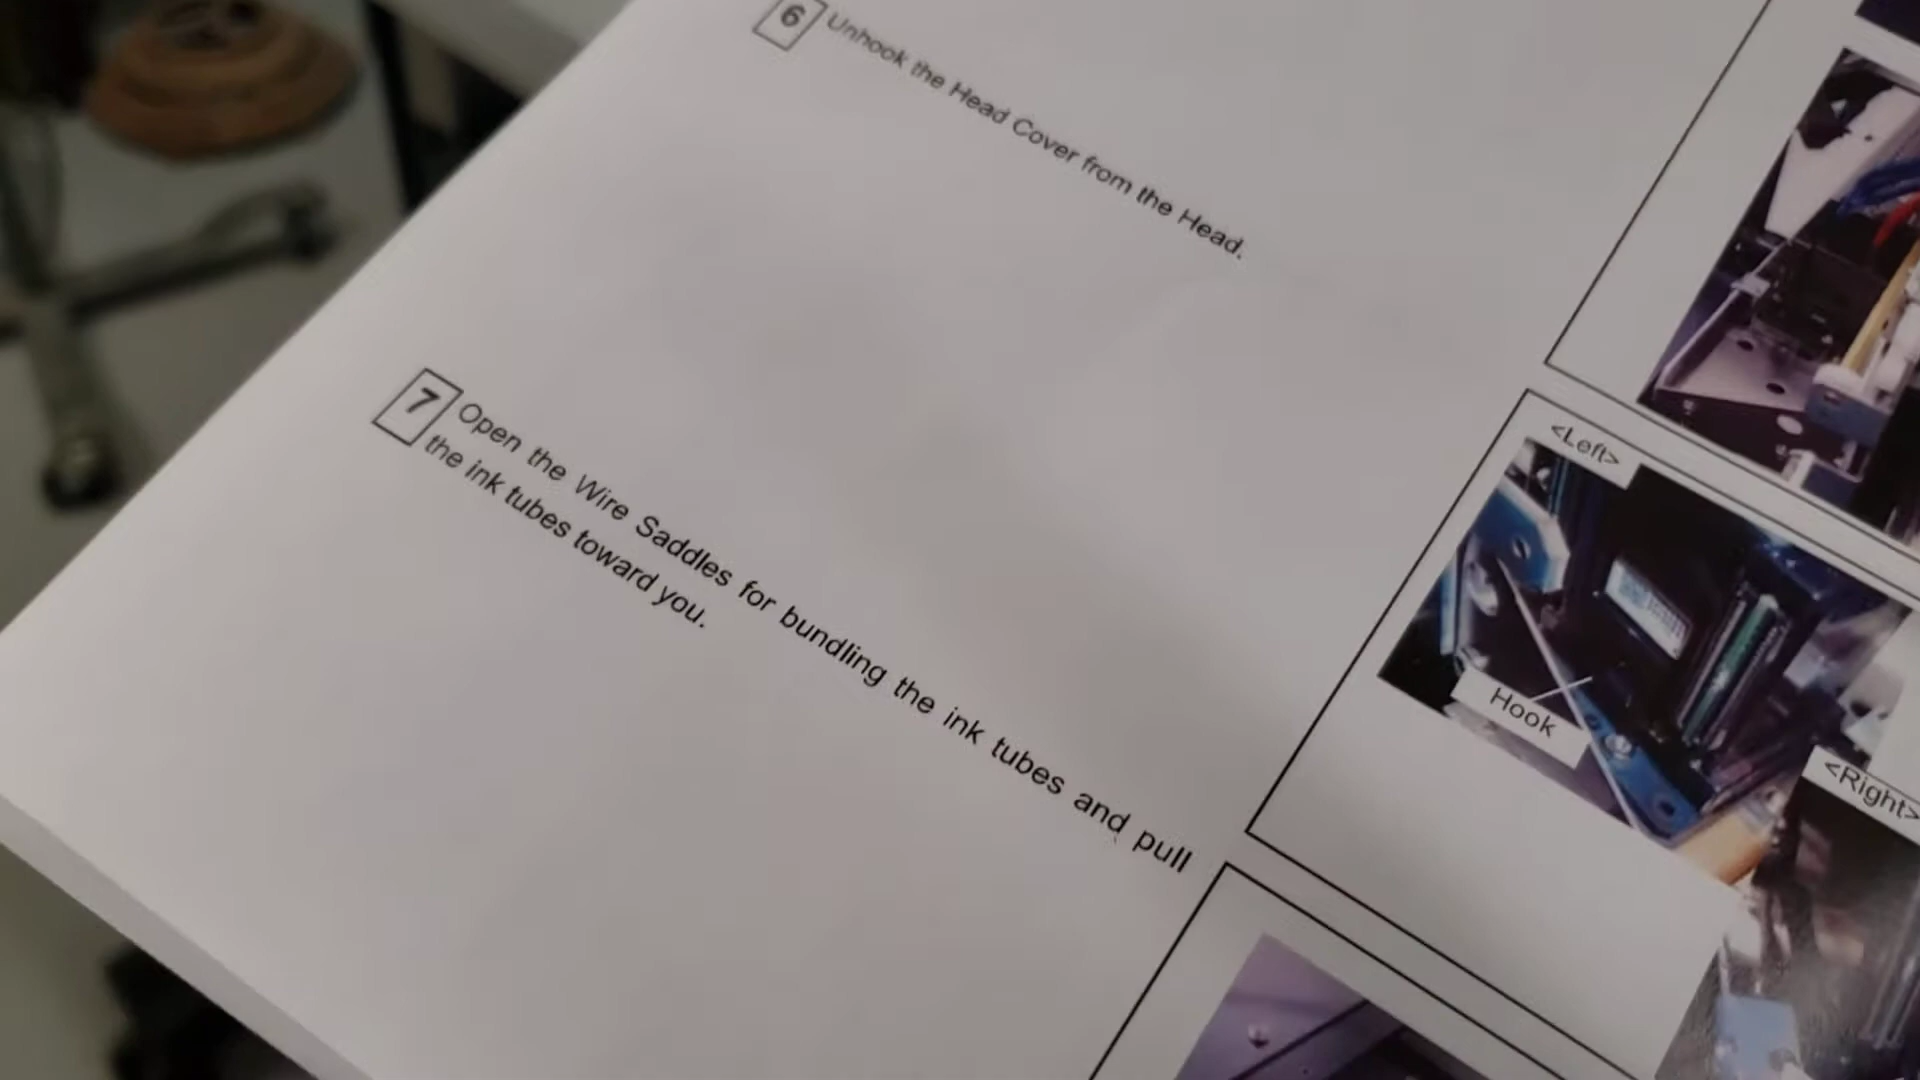 6 Unhook the Head Cover from the Head.
7 Open the Wire Saddles for bundling the ink tubes and pull
the ink tubes toward you.
<Left>
Hook
<Right>